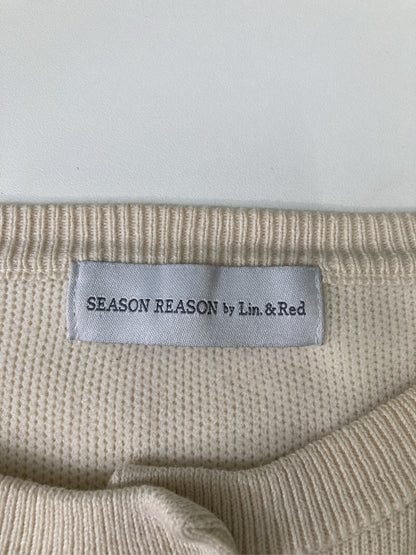 SEASON REASON by Lin. & Red